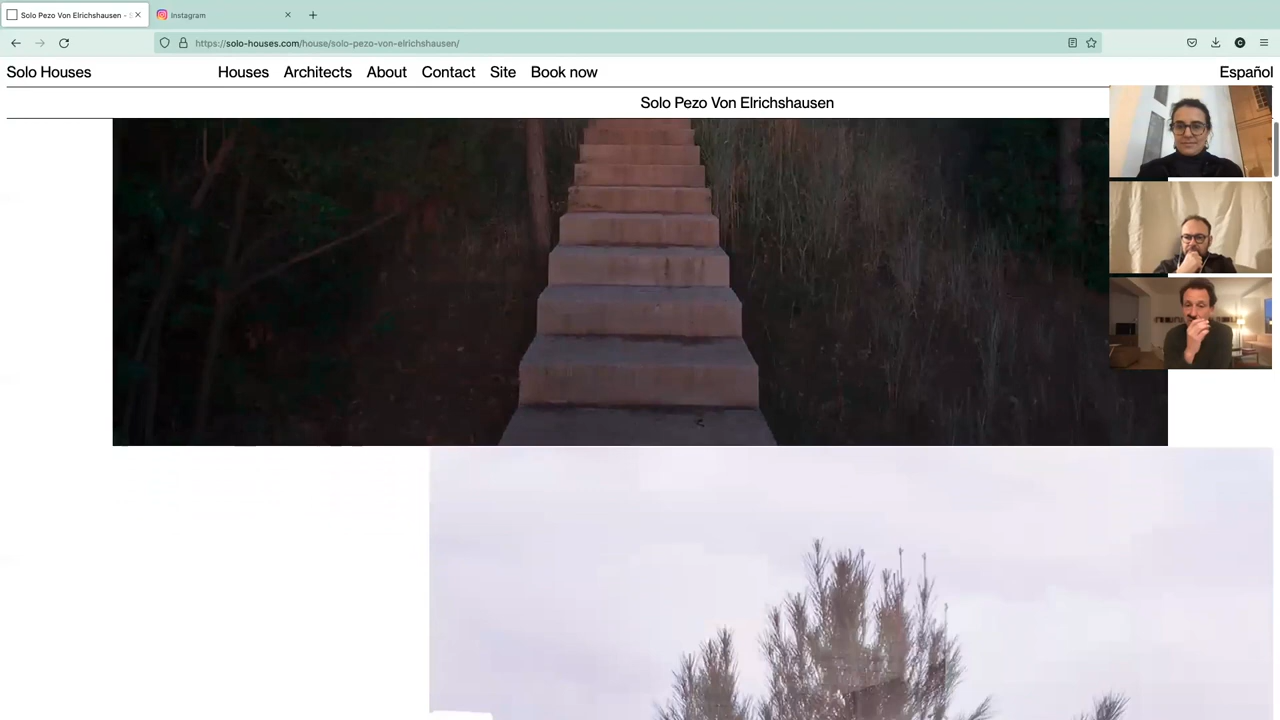 Solo Pezo Von Elrichshausen - S
Instagram
https://solo-houses.com/house/solo-pezo-von-elrichshausen/
Solo Houses Houses Architects About Contact Site Book now Español
Solo Pezo Von Elrichshausen